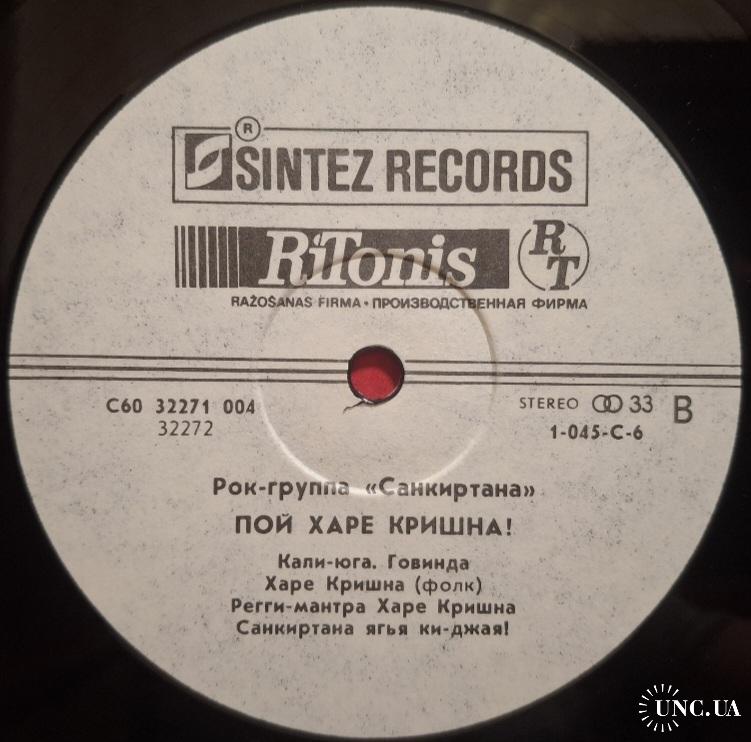 ®
SINTEZ RECORDS
RiTonis RT
RAŽOŠANAS FIRMA • ПРОИЗВОДСТВЕННАЯ ФИРМА
С60 32271 004
32272
STEREO 33 B
1-045-C-6
Рок-группа «Санкиртана»
ПОЙ ХАРЕ КРИШНА!
Кали-юга. Говинда
Харе Кришна (фолк)
Регги-мантра Харе Кришна
Санкиртана ягья ки-джая!
UNC.UA